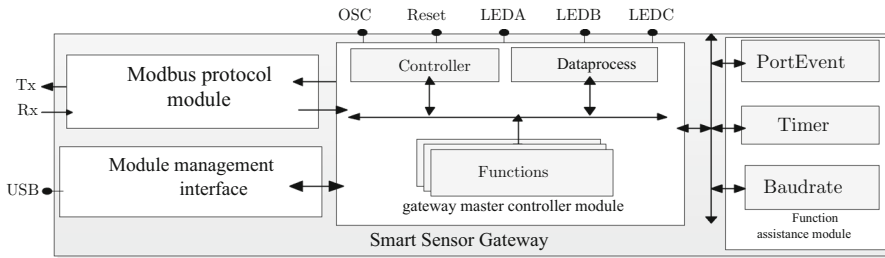 OSC Reset LEDA LEDB LEDC
Tx
Rx
USB
Modbus protocol
module
Module management
interface
Controller
Dataprocess
Functions
gateway master controller module
PortEvent
Timer
Baudrate
Function
assistance module
Smart Sensor Gateway